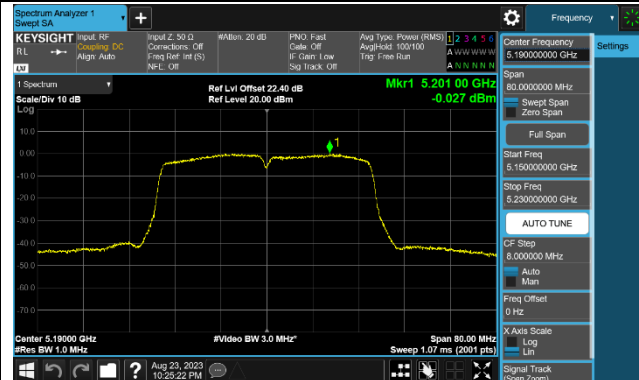 Spectrum Analyzer 1
Swept SA
Frequency
KEYSIGHT
RL
LXI
Input: RF
Coupling: DC
Align: Auto
Input Z: 50 Ω
Corrections: Off
Freq Ref: Int (S)
NFE: Off
#Atten: 20 dB
PNO: Fast
Gate: Off
IF Gain: Low
Sig Track: Off
Avg Type: Power (RMS)
Avg|Hold: 100/100
Trig: Free Run
1 2 3 4 5 6
A W W W W W
A N N N N N
1 Spectrum
Scale/Div 10 dB
Log
Ref Lvl Offset 22.40 dB
Ref Level 20.00 dBm
Mkr1 5.201 00 GHz
-0.027 dBm
10.0
0.00
-10.0
-20.0
-30.0
-40.0
-50.0
-60.0
-70.0
1
Center 5.19000 GHz
#Res BW 1.0 MHz
#Video BW 3.0 MHz*
Span 80.00 MHz
Sweep 1.07 ms (2001 pts)
Aug 23, 2023
10:25:22 PM
Settings
Center Frequency
5.190000000 GHz
Span
80.0000000 MHz
Swept Span
Zero Span
Full Span
Start Freq
5.150000000 GHz
Stop Freq
5.230000000 GHz
AUTO TUNE
CF Step
8.000000 MHz
Auto
Man
Freq Offset
0 Hz
X Axis Scale
Log
Lin
Signal Track
(Span Zoom)